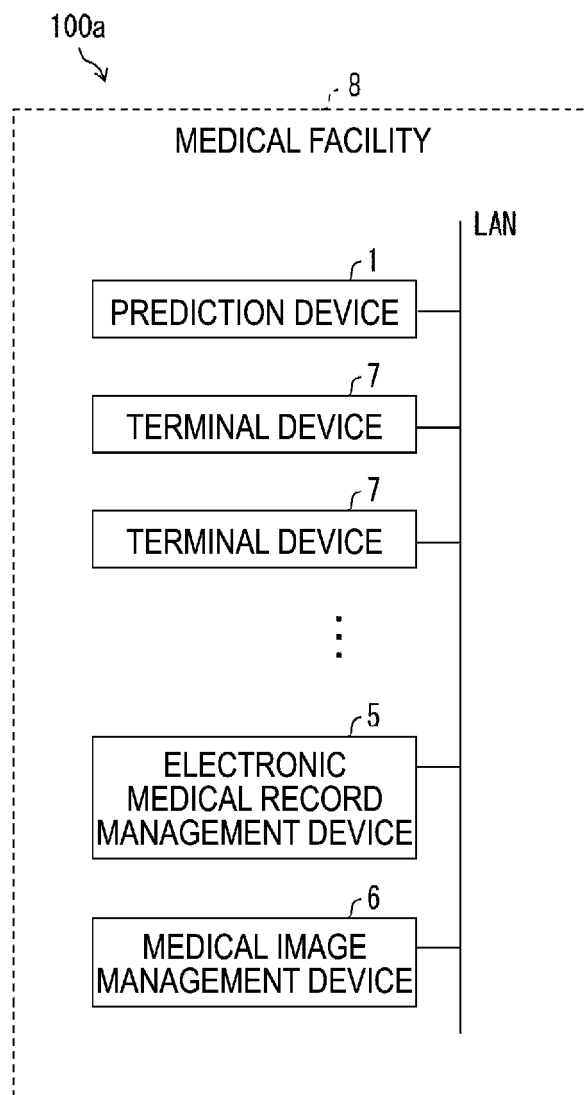 100a
8
MEDICAL FACILITY
LAN
1
PREDICTION DEVICE
7
TERMINAL DEVICE
7
TERMINAL DEVICE
5
ELECTRONIC
MEDICAL RECORD
MANAGEMENT DEVICE
6
MEDICAL IMAGE
MANAGEMENT DEVICE